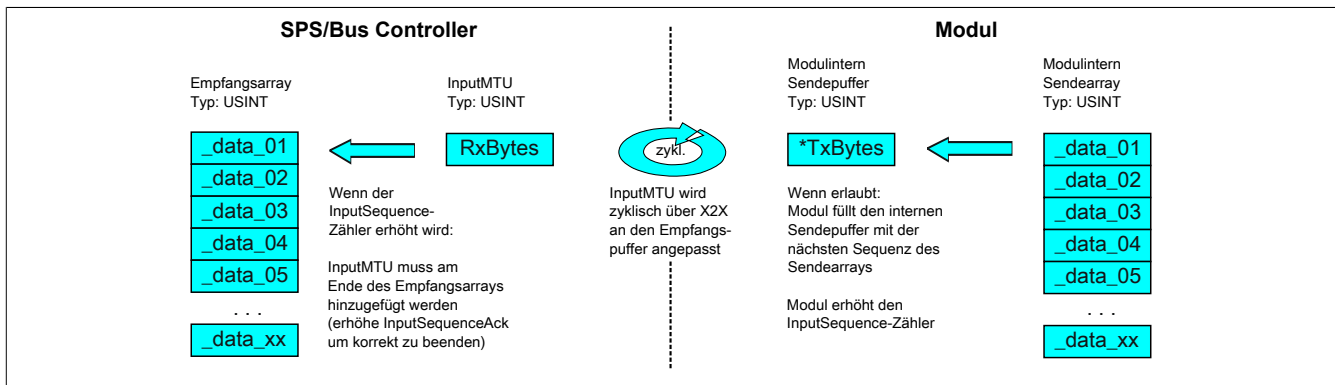 SPS/Bus Controller
Modul
Empfangsarray
Typ: USINT
InputMTU
Typ: USINT
Modulintern
Sendepuffer
Typ: USINT
Modulintern
Sendearray
Typ: USINT
_data_01
_data_02
_data_03
_data_04
_data_05
. . .
_data_xx
RxBytes
Wenn der
InputSequence-
Zähler erhöht wird:
InputMTU muss am
Ende des Empfangsarrays
hinzugefügt werden
(erhöhe InputSequenceAck
um korrekt zu beenden)
zykl.
InputMTU wird
zyklisch über X2X
an den Empfangs-
puffer angepasst
*TxBytes
Wenn erlaubt:
Modul füllt den internen
Sendepuffer mit der
nächsten Sequenz des
Sendearrays
Modul erhöht den
InputSequence-Zähler
_data_01
_data_02
_data_03
_data_04
_data_05
. . .
_data_xx